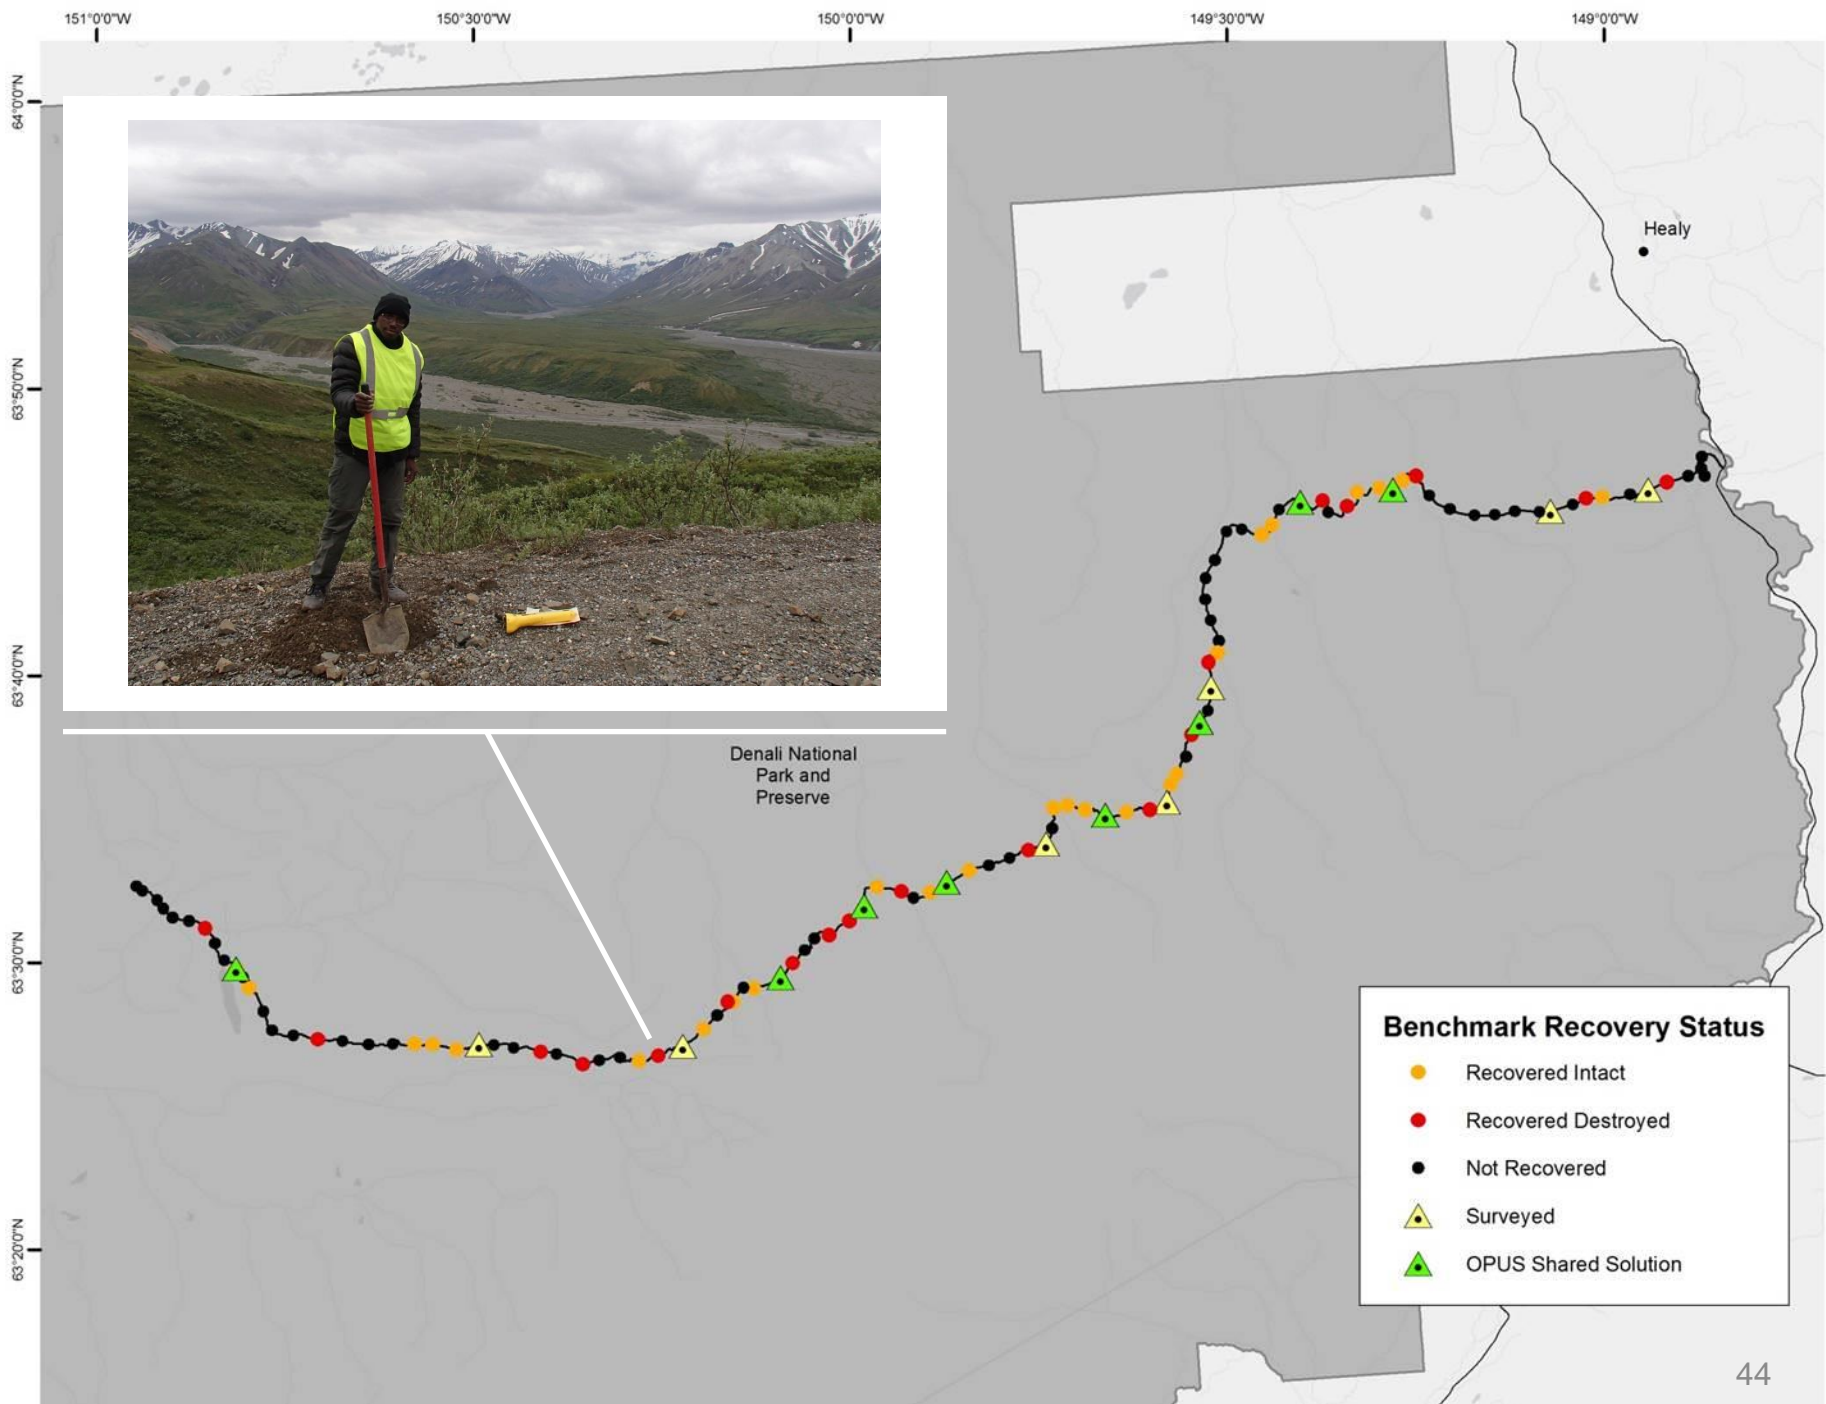 151°0'0"W
150°30'0"W
150°0'0"W
149°30'0"W
149°0'0"W
64°0'0"N
63°50'0"N
63°40'0"N
63°30'0"N
63°20'0"N
Healy
Denali National
Park and
Preserve
Benchmark Recovery Status
Recovered Intact
Recovered Destroyed
Not Recovered
Surveyed
OPUS Shared Solution
44